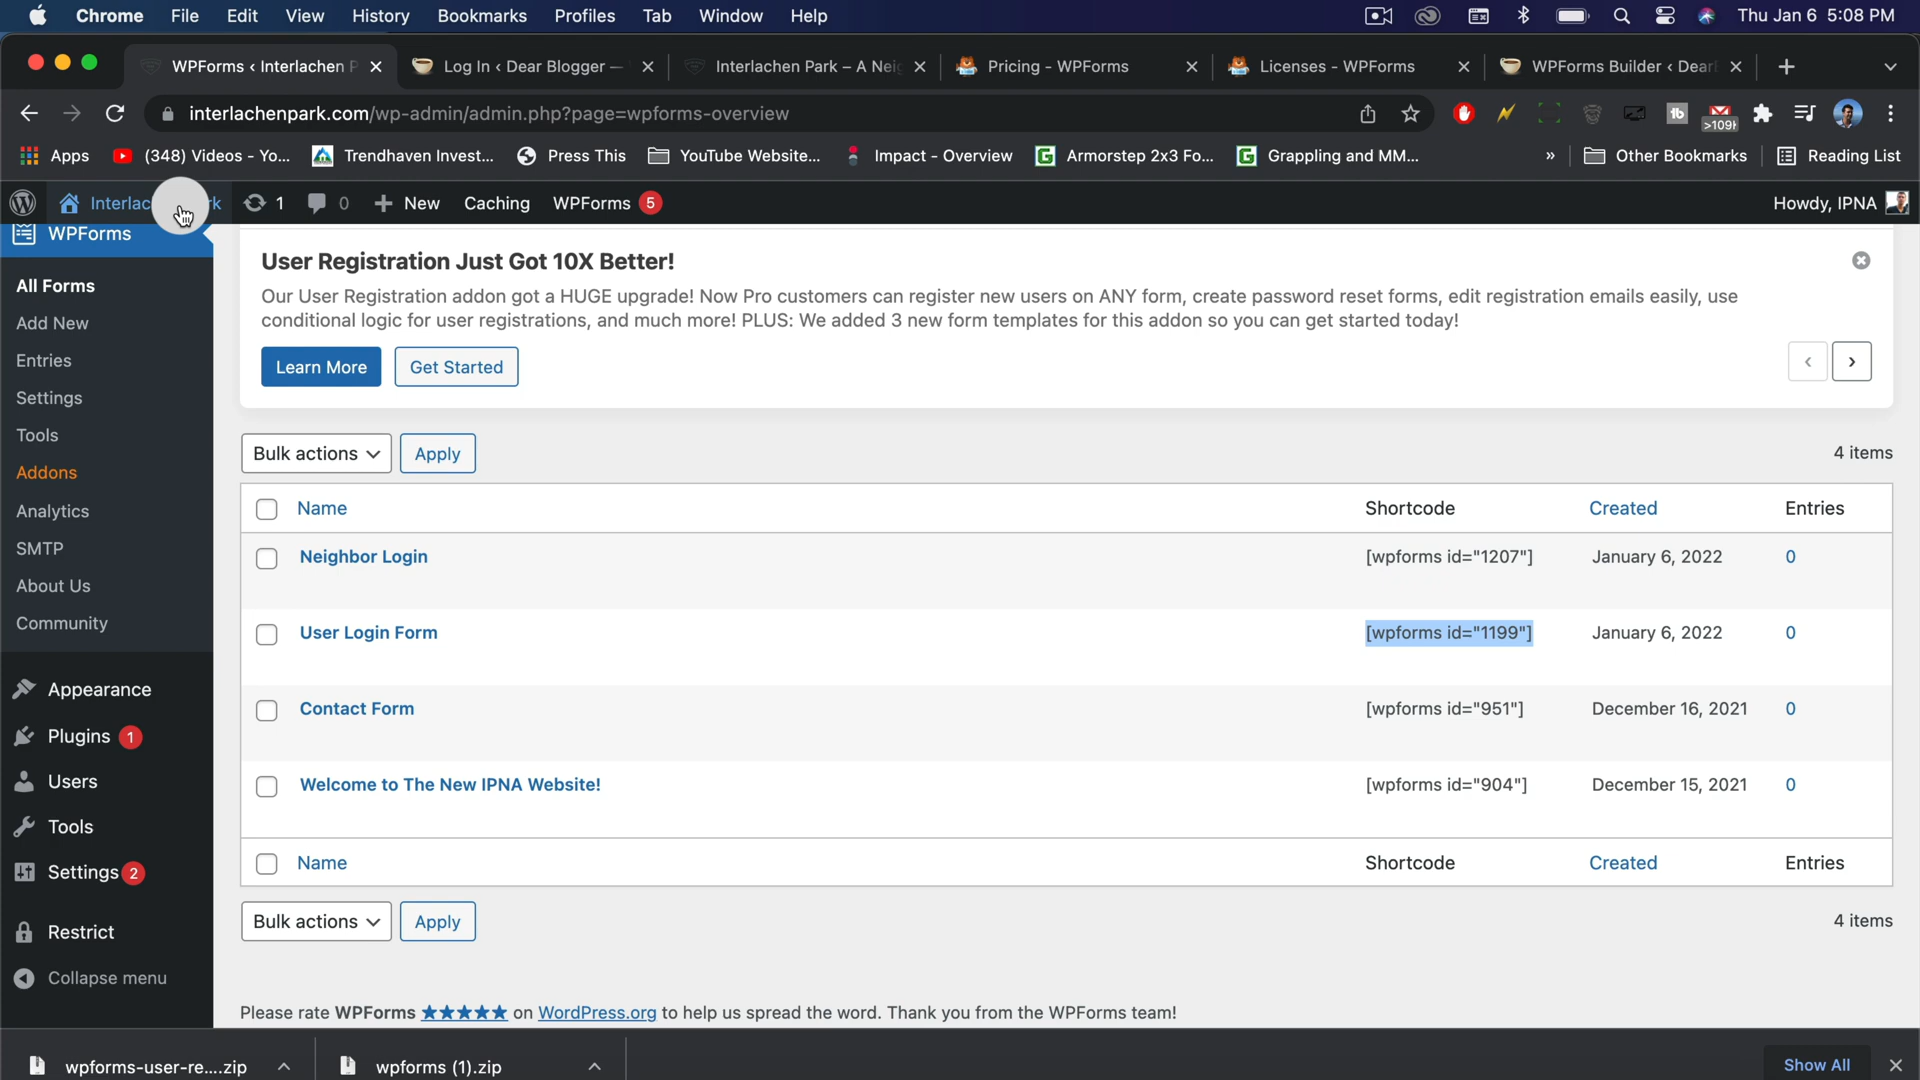 Chrome File Edit View History Bookmarks Profiles Tab Window Help Thu Jan 6 5:08 PM
WPForms ‹ Interlachen P Log In ‹ Dear Blogger — Interlachen Park – A Neig Pricing - WPForms Licenses - WPForms WPForms Builder ‹ Dear
interlachenpark.com/wp-admin/admin.php?page=wpforms-overview >109k
Apps (348) Videos - Yo... Trendhaven Invest... Press This YouTube Website... Impact - Overview Armorstep 2x3 Fo... Grappling and MM... » Other Bookmarks Reading List
Interlac k 1 0 New Caching WPForms 5 Howdy, IPNA
WPForms
All Forms
Add New
Entries
Settings
Tools
Addons
Analytics
SMTP
About Us
Community
Appearance
Plugins 1
Users
Tools
Settings 2
Restrict
Collapse menu
User Registration Just Got 10X Better!
Our User Registration addon got a HUGE upgrade! Now Pro customers can register new users on ANY form, create password reset forms, edit registration emails easily, use
conditional logic for user registrations, and much more! PLUS: We added 3 new form templates for this addon so you can get started today!
Learn More Get Started ‹ ›
Bulk actions Apply 4 items
Name Shortcode Created Entries
Neighbor Login [wpforms id="1207"] January 6, 2022 0
User Login Form [wpforms id="1199"] January 6, 2022 0
Contact Form [wpforms id="951"] December 16, 2021 0
Welcome to The New IPNA Website! [wpforms id="904"] December 15, 2021 0
Name Shortcode Created Entries
Bulk actions Apply 4 items
Please rate WPForms ★★★★★ on WordPress.org to help us spread the word. Thank you from the WPForms team!
wpforms-user-re....zip wpforms (1).zip Show All